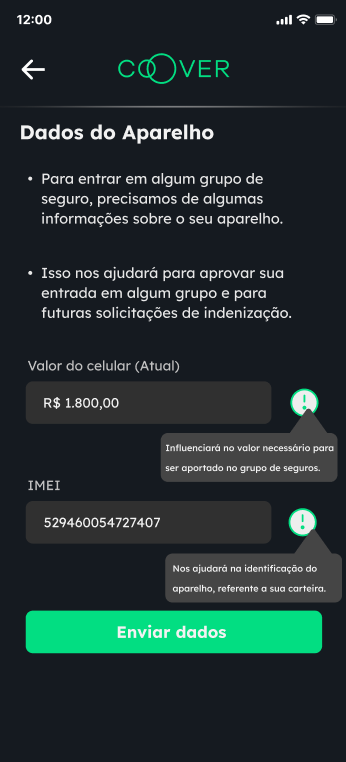 12:00
COOVER
Dados do Aparelho
• Para entrar em algum grupo de
seguro, precisamos de algumas
informações sobre o seu aparelho.
• Isso nos ajudará para aprovar sua
entrada em algum grupo e para
futuras solicitações de indenização.
Valor do celular (Atual)
R$ 1.800,00
!
Influenciará no valor necessário para
ser aportado no grupo de seguros.
IMEI
529460054727407
!
Nos ajudará na identificação do
aparelho, referente a sua carteira.
Enviar dados